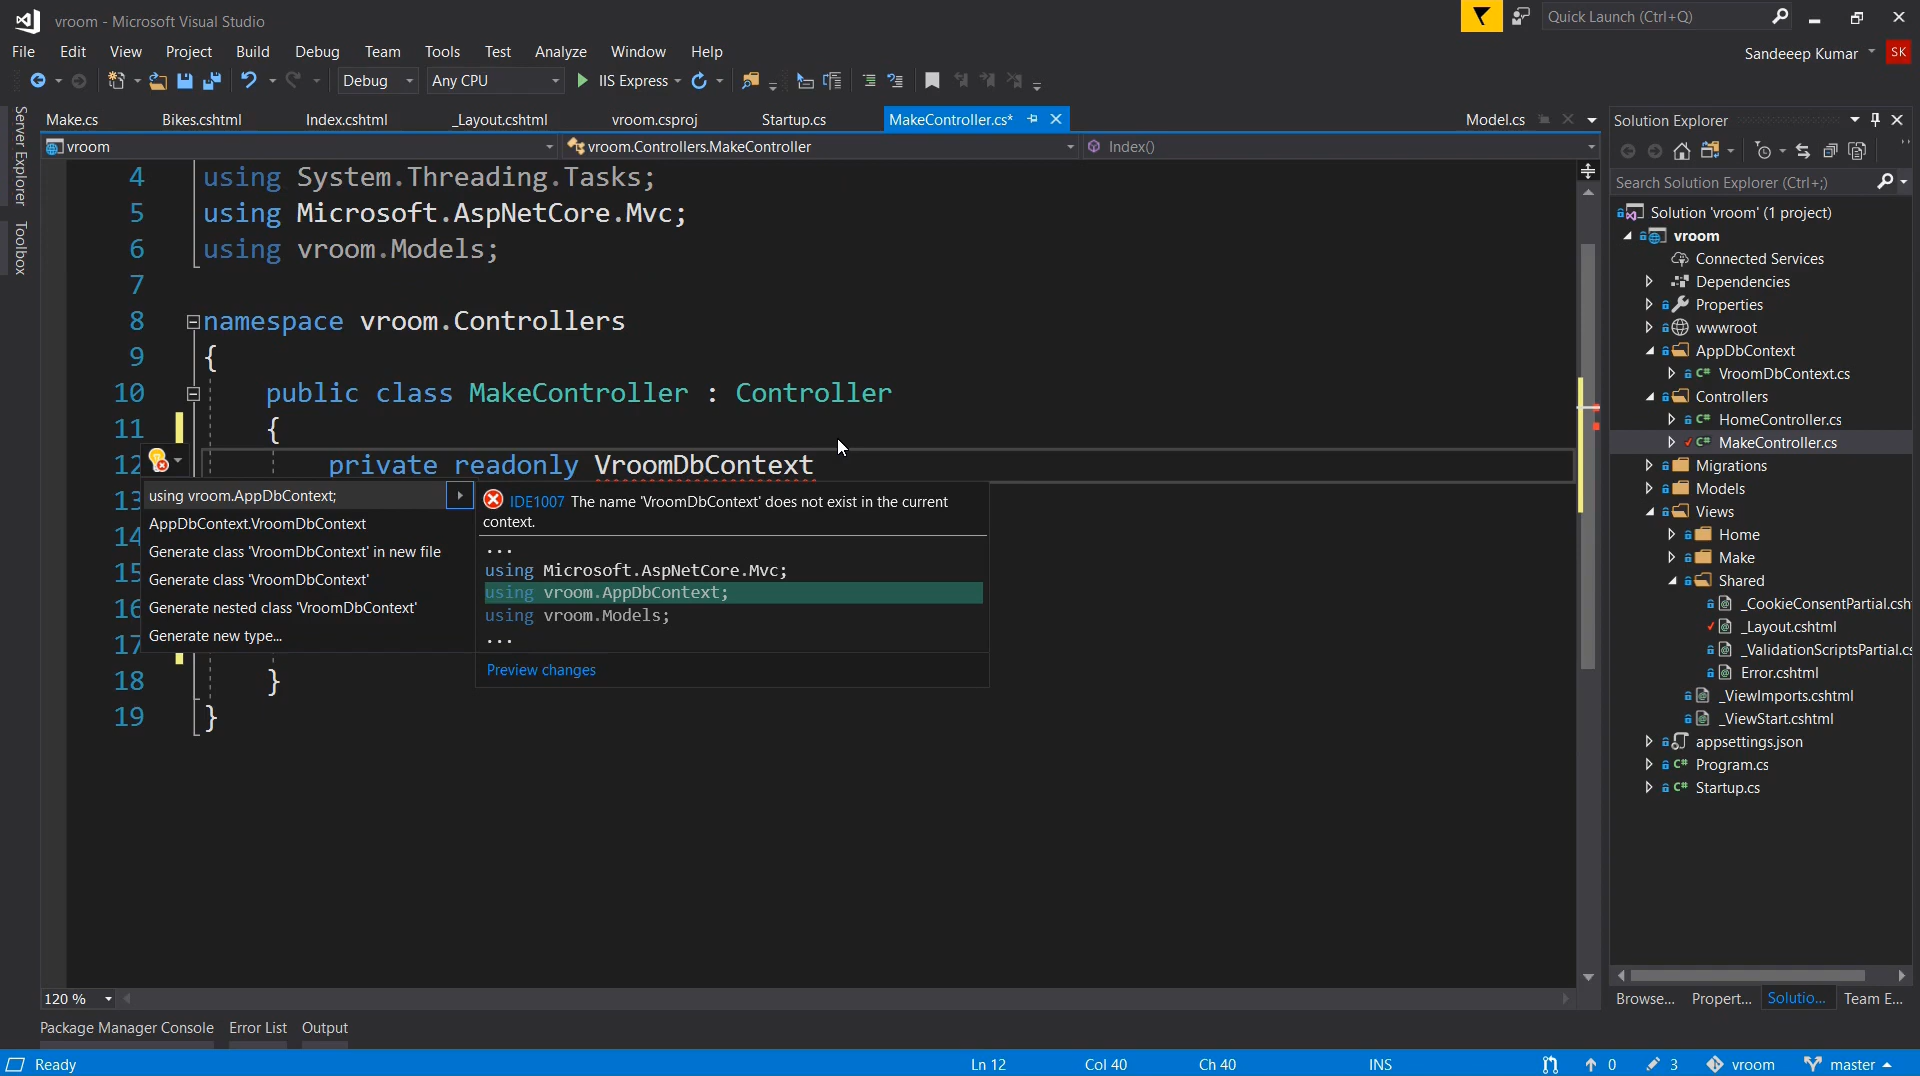 vroom - Microsoft Visual Studio
Quick Launch (Ctrl+Q)
File Edit View Project Build Debug Team Tools Test Analyze Window Help
Sandeeep Kumar SK
Debug Any CPU IIS Express
Server Explorer
Toolbox
Make.cs Bikes.cshtml Index.cshtml _Layout.cshtml vroom.csproj Startup.cs MakeController.cs* Model.cs
vroom vroom.Controllers.MakeController Index()
4 using System.Threading.Tasks;
5 using Microsoft.AspNetCore.Mvc;
6 using vroom.Models;
7
8 namespace vroom.Controllers
9 {
10 public class MakeController : Controller
11 {
12 private readonly VroomDbContext
13
14
15
16
17
18 }
19 }
using vroom.AppDbContext;
AppDbContext.VroomDbContext
Generate class 'VroomDbContext' in new file
Generate class 'VroomDbContext'
Generate nested class 'VroomDbContext'
Generate new type...
IDE1007 The name 'VroomDbContext' does not exist in the current
context.
...
using Microsoft.AspNetCore.Mvc;
using vroom.AppDbContext;
using vroom.Models;
...
Preview changes
Solution Explorer
Search Solution Explorer (Ctrl+;)
Solution 'vroom' (1 project)
vroom
Connected Services
Dependencies
Properties
wwwroot
AppDbContext
C# VroomDbContext.cs
Controllers
C# HomeController.cs
C# MakeController.cs
Migrations
Models
Views
Home
Make
Shared
_CookieConsentPartial.csh
_Layout.cshtml
_ValidationScriptsPartial.cs
Error.cshtml
_ViewImports.cshtml
_ViewStart.cshtml
appsettings.json
C# Program.cs
C# Startup.cs
120 %
Browse... Propert... Solutio... Team E...
Package Manager Console Error List Output
Ready Ln 12 Col 40 Ch 40 INS 0 3 vroom master